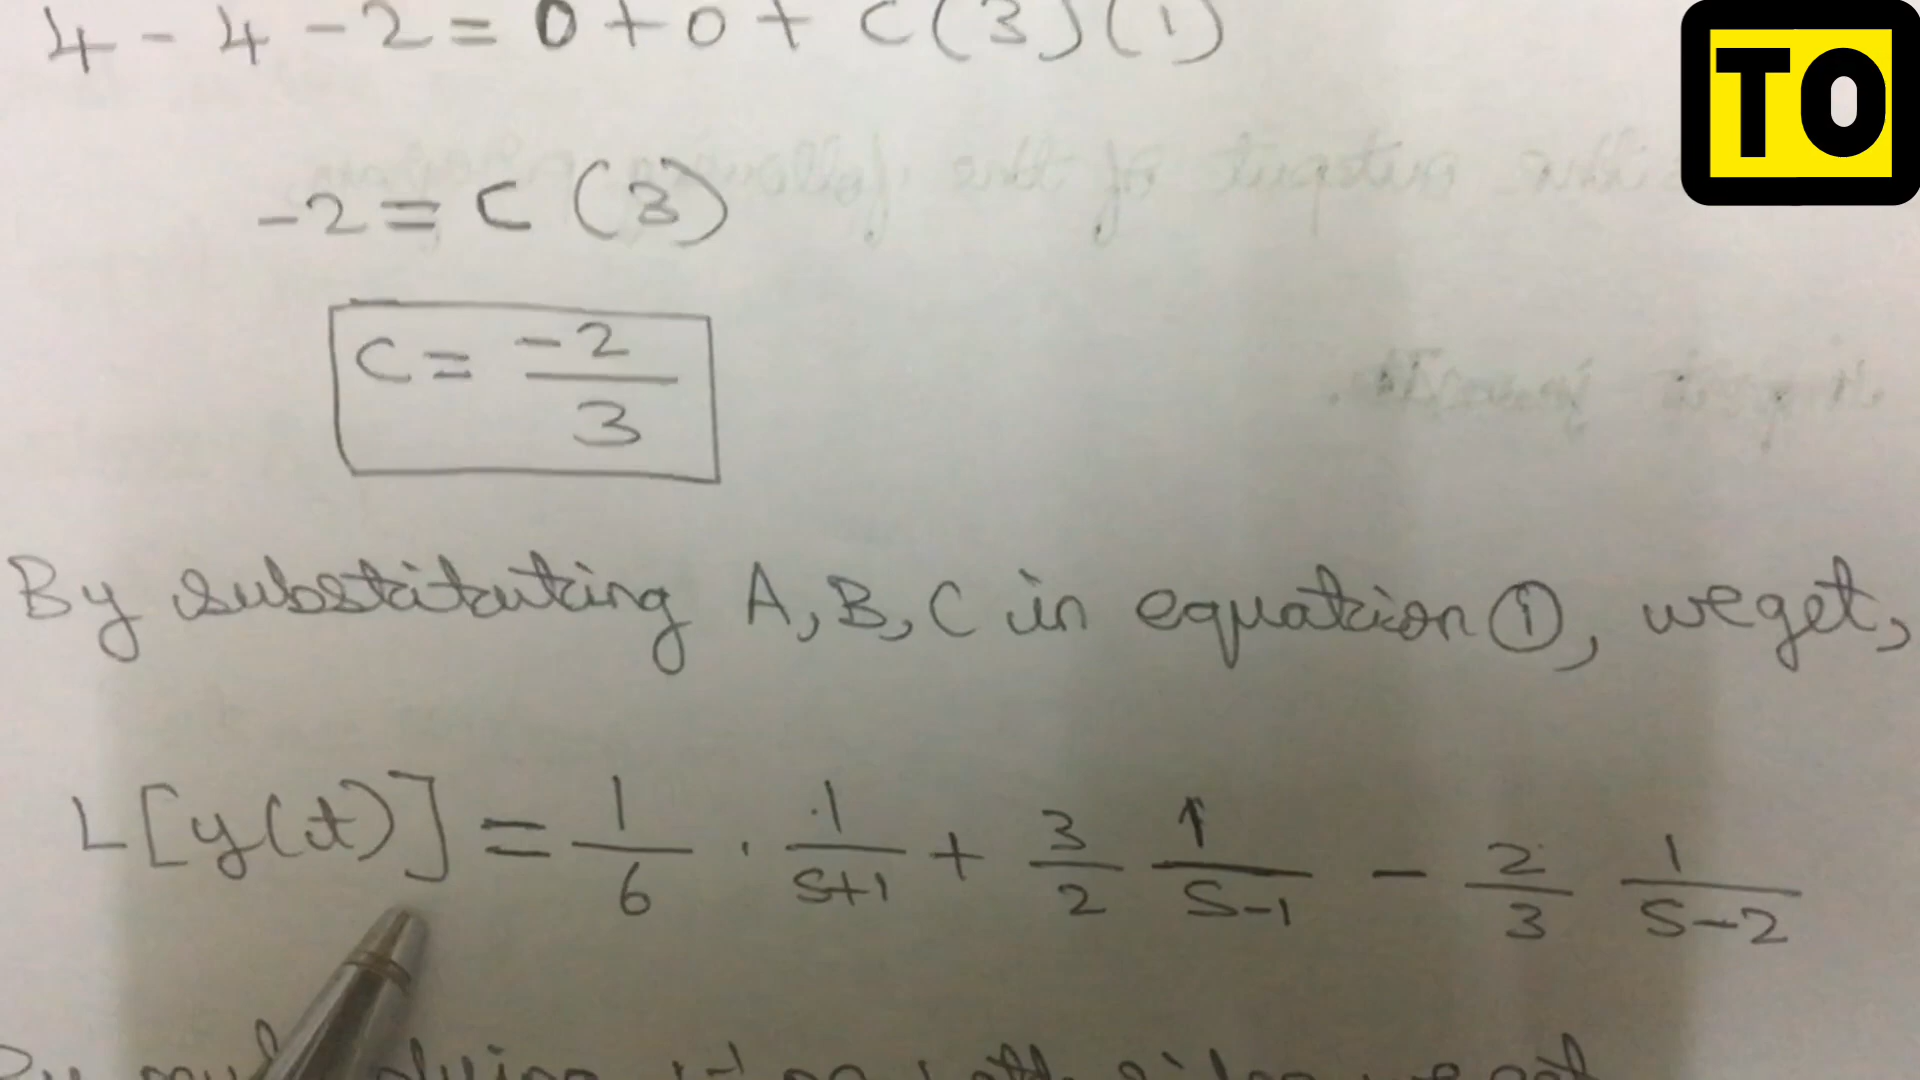 4 - 4 - 2 = 0 + 0 + C (3) (1)
TO
-2 = C (3)
C = -2/3
By substituting A, B, C in equation ①, we get,
L[y(t)] = 1/6 · 1/S+1 + 3/2 1/S-1 - 2/3 1/S-2